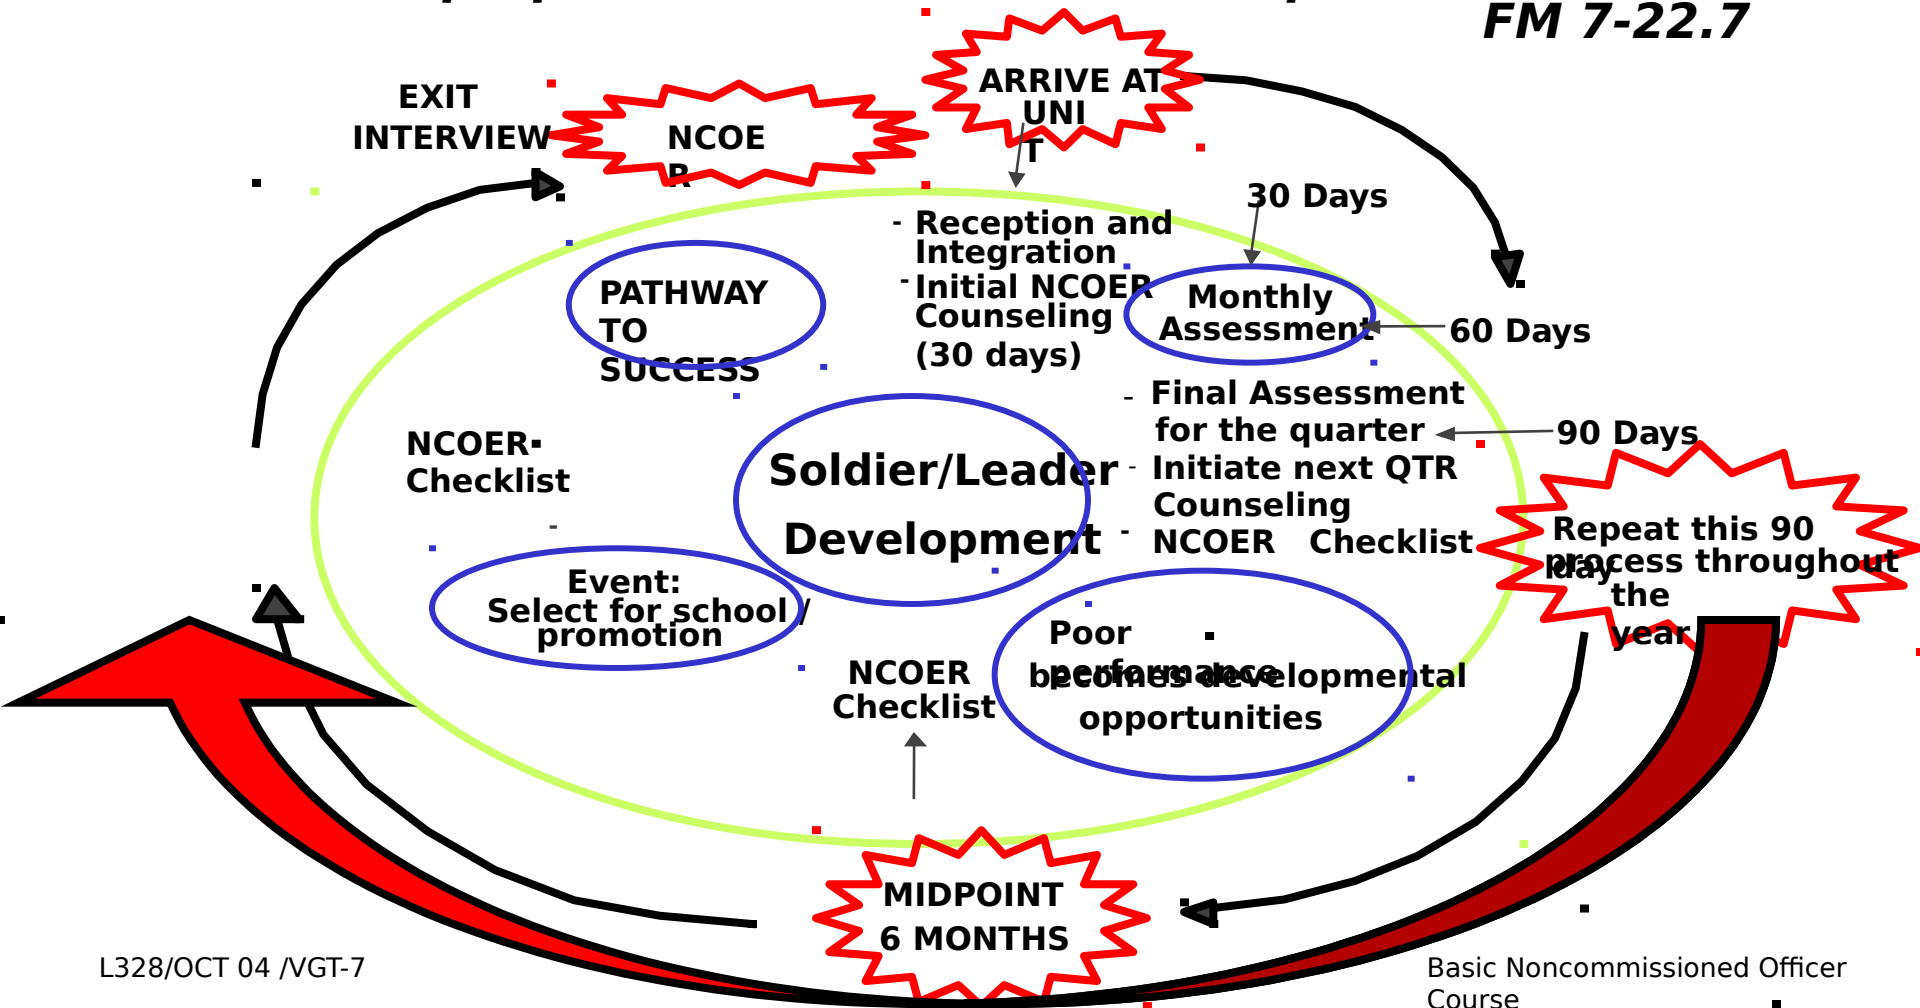 FM 7-22.7
ARRIVE AT
UNI
T
EXIT
INTERVIEW
NCOE
R
30 Days
- Reception and
Integration
- Initial NCOER
Counseling
(30 days)
PATHWAY
TO
SUCCESS
Monthly
Assessment
60 Days
- Final Assessment
for the quarter
90 Days
- Initiate next QTR
Counseling
- NCOER Checklist
NCOER
Checklist
-
Soldier/Leader
Development
Repeat this 90
day
process throughout
the
year
Event:
Select for school /
promotion
Poor
performance
becomes developmental
opportunities
NCOER
Checklist
MIDPOINT
6 MONTHS
L328/OCT 04 /VGT-7
Basic Noncommissioned Officer
Course